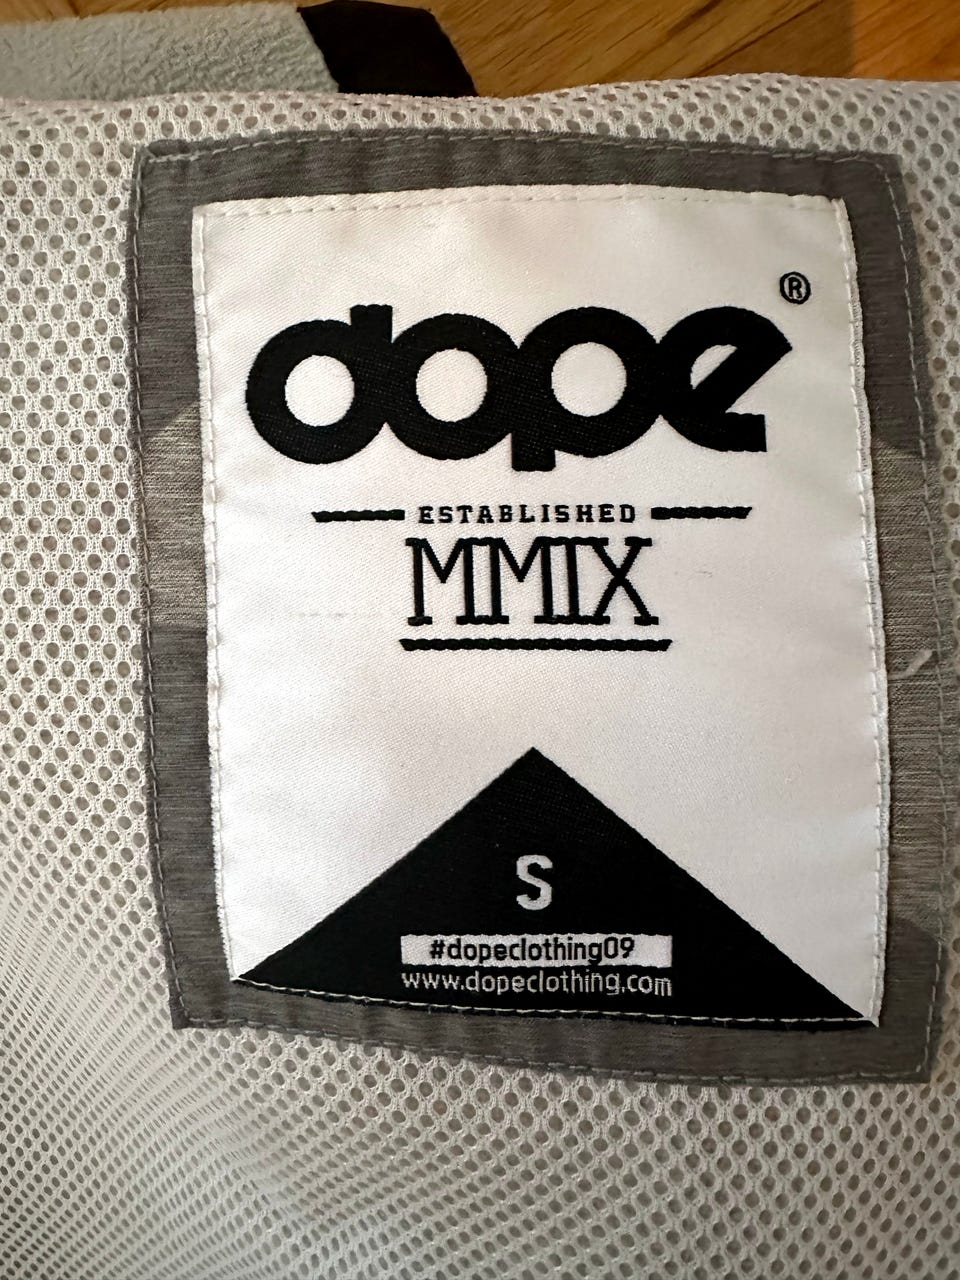 dope®
ESTABLISHED
MMIX
S
#dopeclothing09
www.dopeclothing.com